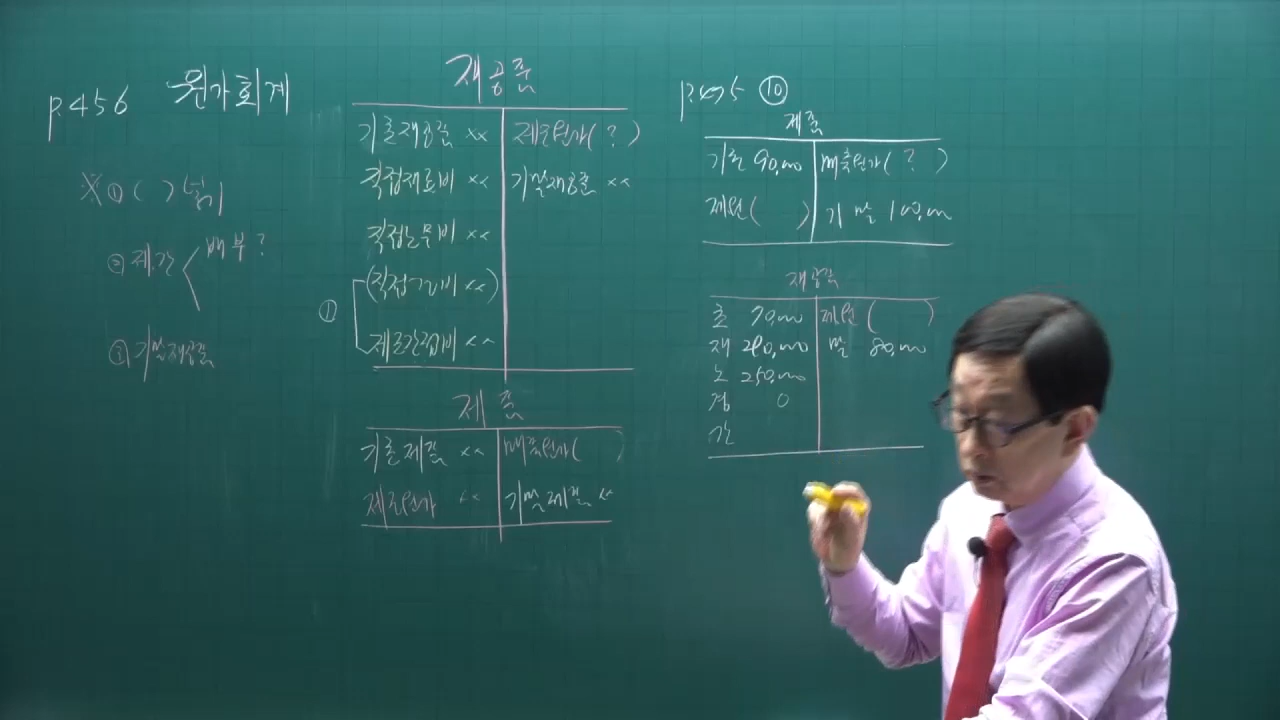 p.456 원가회계
※ ① ( ) 넣기
② 제.간 < 배부?
③ 기말재공품
재공품
기초재공품 ×× 제조원가( ? )
직접재료비 ×× 기말재공품 ××
직접노무비 ××
(직접경비 ××)
① 제조간접비 ××
제품
기초제품 ×× 매출원가( )
제조원가 ×× 기말제품 ××
⑩
제품
기초 90,000 매출원가( ? )
제원( ) 기말 100,000
재공품
초 70,000 제원( )
재 말 80,000
노 250,000
경 0
간